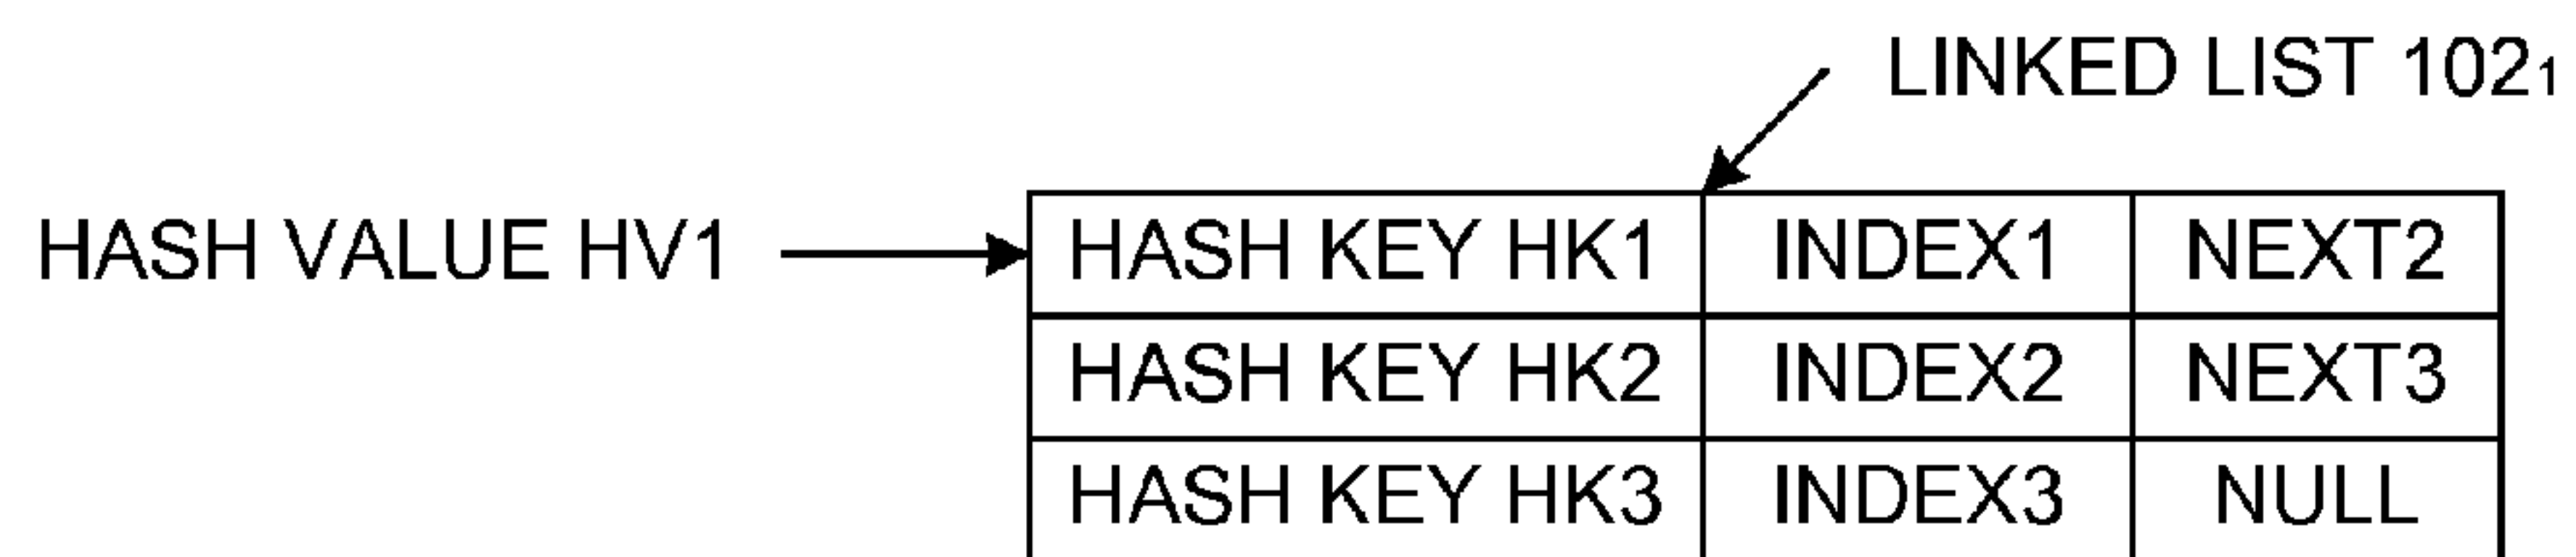 LINKED LIST 102₁
HASH VALUE HV1 HASH KEY HK1 INDEX1 NEXT2
HASH KEY HK2 INDEX2 NEXT3
HASH KEY HK3 INDEX3 NULL